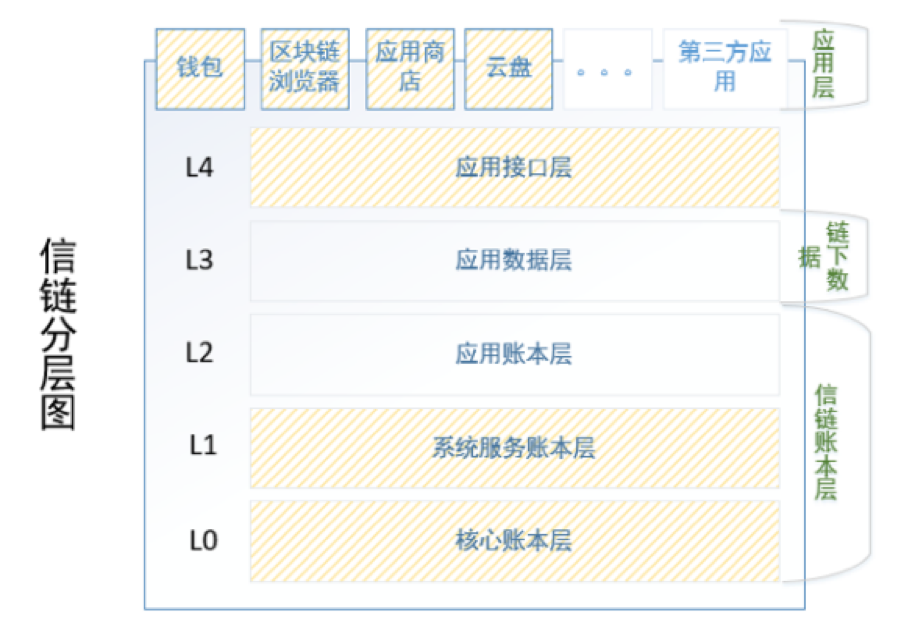 信链分层图
钱包
区块链
浏览器
应用商
店
云盘
。。。
第三方应
用
应用层
L4
应用接口层
L3
应用数据层
链下数
据
L2
应用账本层
L1
系统服务账本层
L0
核心账本层
信链账本层